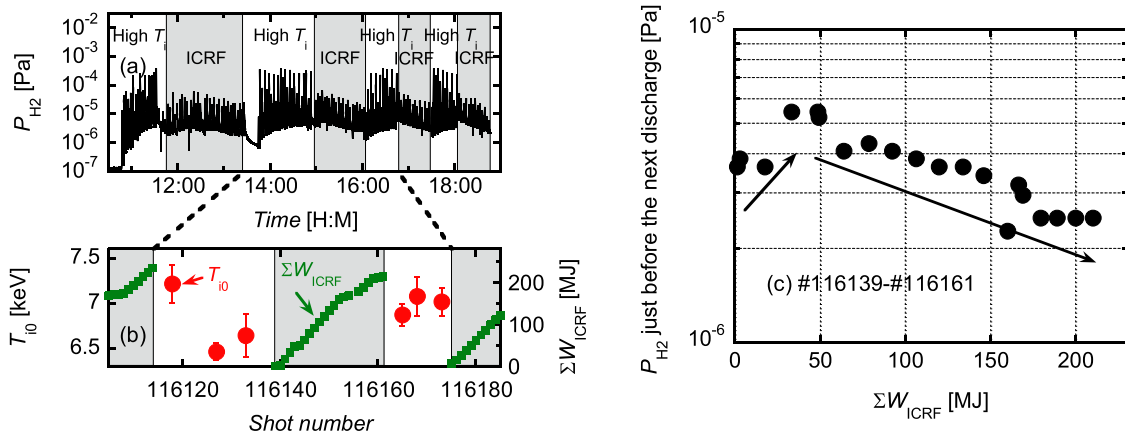 10⁻²
10⁻³
10⁻⁴
10⁻⁵
10⁻⁶
10⁻⁷
P_H2 [Pa]
High T_i
High T_i
High T_i
High T_i
(a)
ICRF
ICRF
ICRF
ICRF
12:00 14:00 16:00 18:00
Time [H:M]
7.5
7
6.5
T_i0 [keV]
T_i0
ΣW_ICRF
(b)
200
100
0
ΣW_ICRF [MJ]
116120 116140 116160 116180
Shot number
10⁻⁵
10⁻⁶
P_H2 just before the next discharge [Pa]
(c) #116139-#116161
0 50 100 150 200
ΣW_ICRF [MJ]